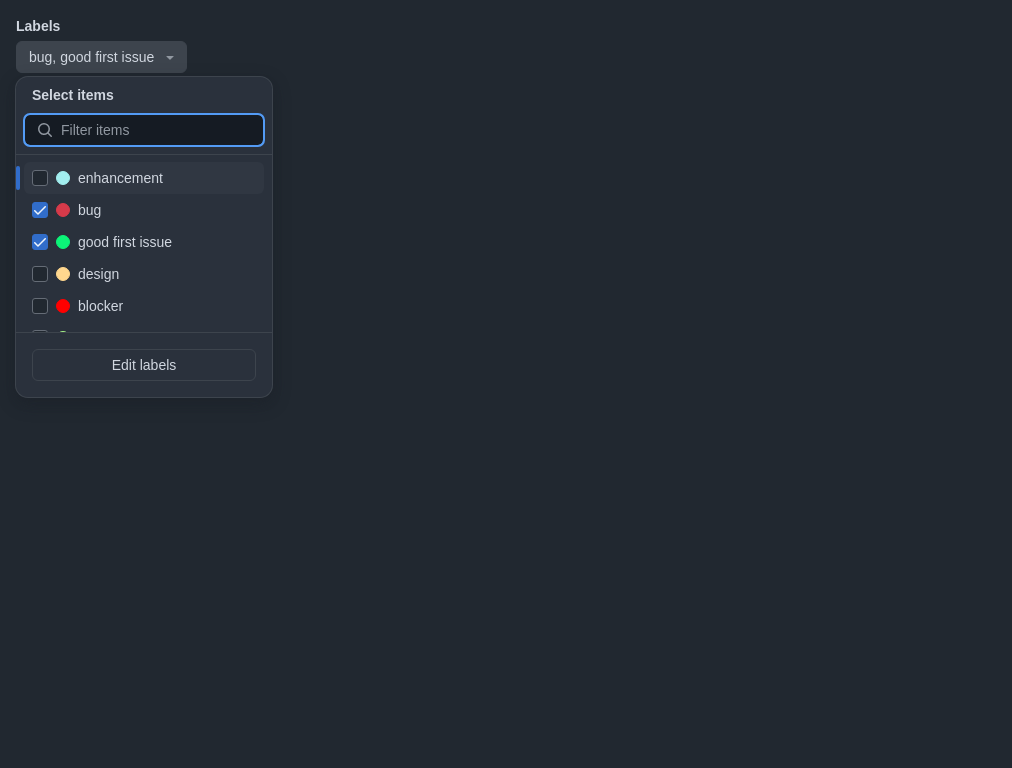 Labels
bug, good first issue
Select items
Filter items
enhancement
bug
good first issue
design
blocker
Edit labels